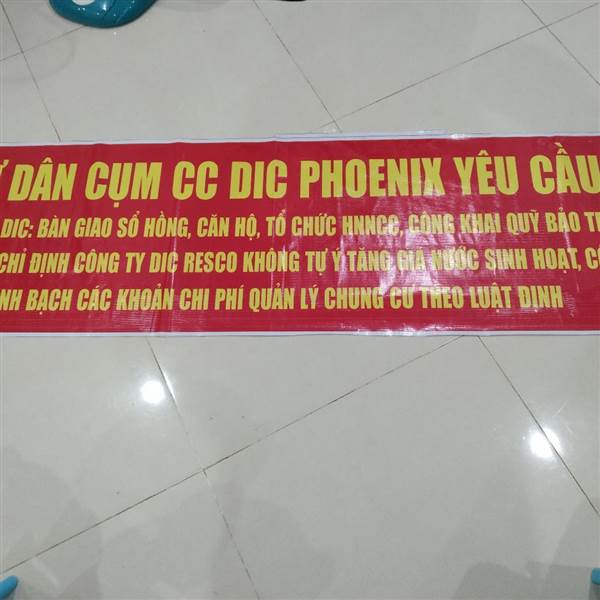 DÂN CỤM CC DIC PHOENIX YÊU CẦU
DIC: BÀN GIAO SỔ HỒNG, CĂN HỘ, TỔ CHỨC HNNCC, CÔNG KHAI QUỸ BẢO
CHỈ ĐỊNH CÔNG TY DIC RESCO KHÔNG TỰ Ý TĂNG GIÁ NƯỚC SINH HOẠT,
BẠCH CÁC KHOẢN CHI PHÍ QUẢN LÝ CHUNG CƯ THEO LUẬT ĐỊNH